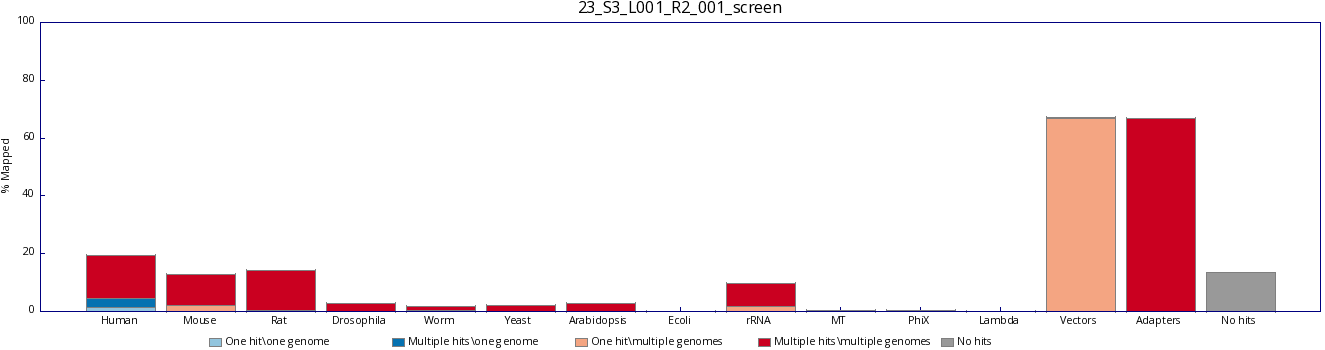 23_S3_L001_R2_001_screen
100
80
60
40
20
0
% Mapped
Human Mouse Rat Drosophila Worm Yeast Arabidopsis Ecoli rRNA MT PhiX Lambda Vectors Adapters No hits
One hit\one genome Multiple hits\one genome One hit\multiple genomes Multiple hits\multiple genomes No hits